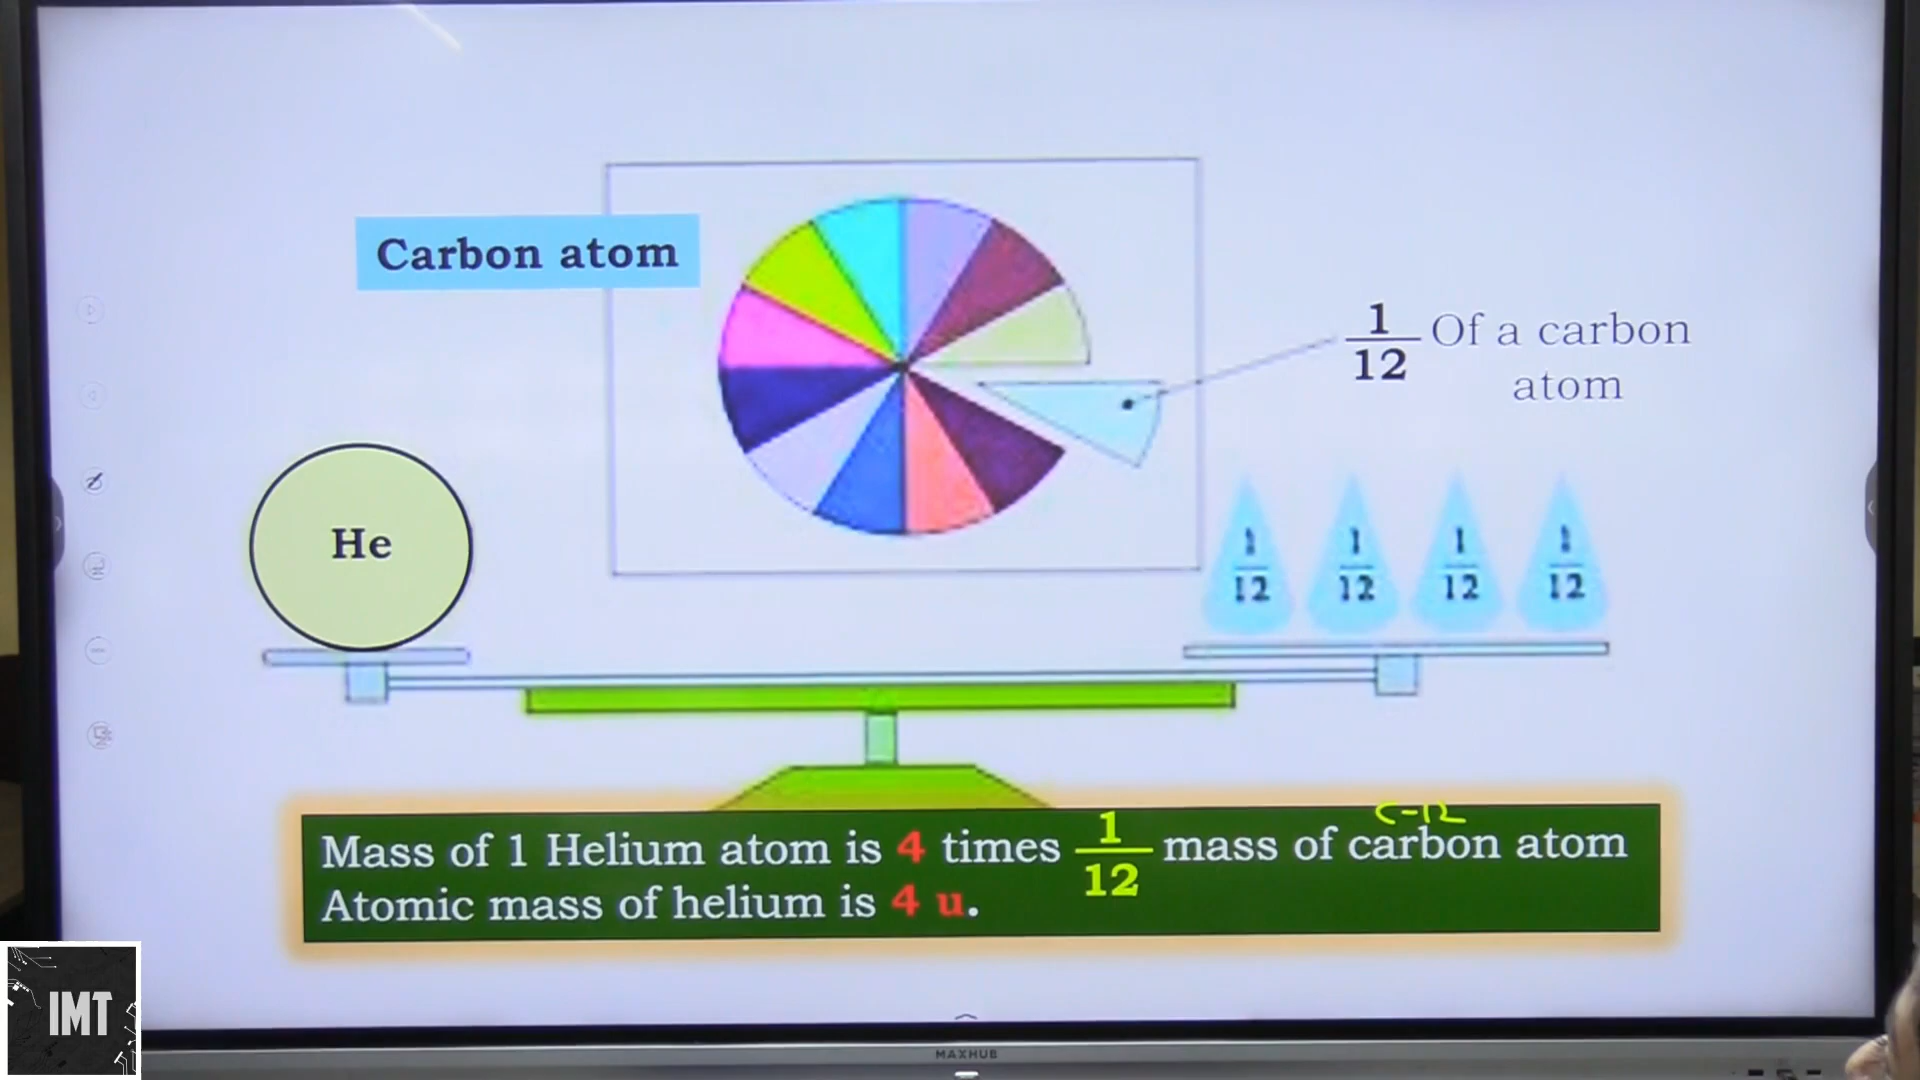 Carbon atom
1
12
Of a carbon
atom
He
1
12
1
12
1
12
1
12
C-12
Mass of 1 Helium atom is 4 times 1/12 mass of carbon atom
Atomic mass of helium is 4 u.
IMT
MAXHUB